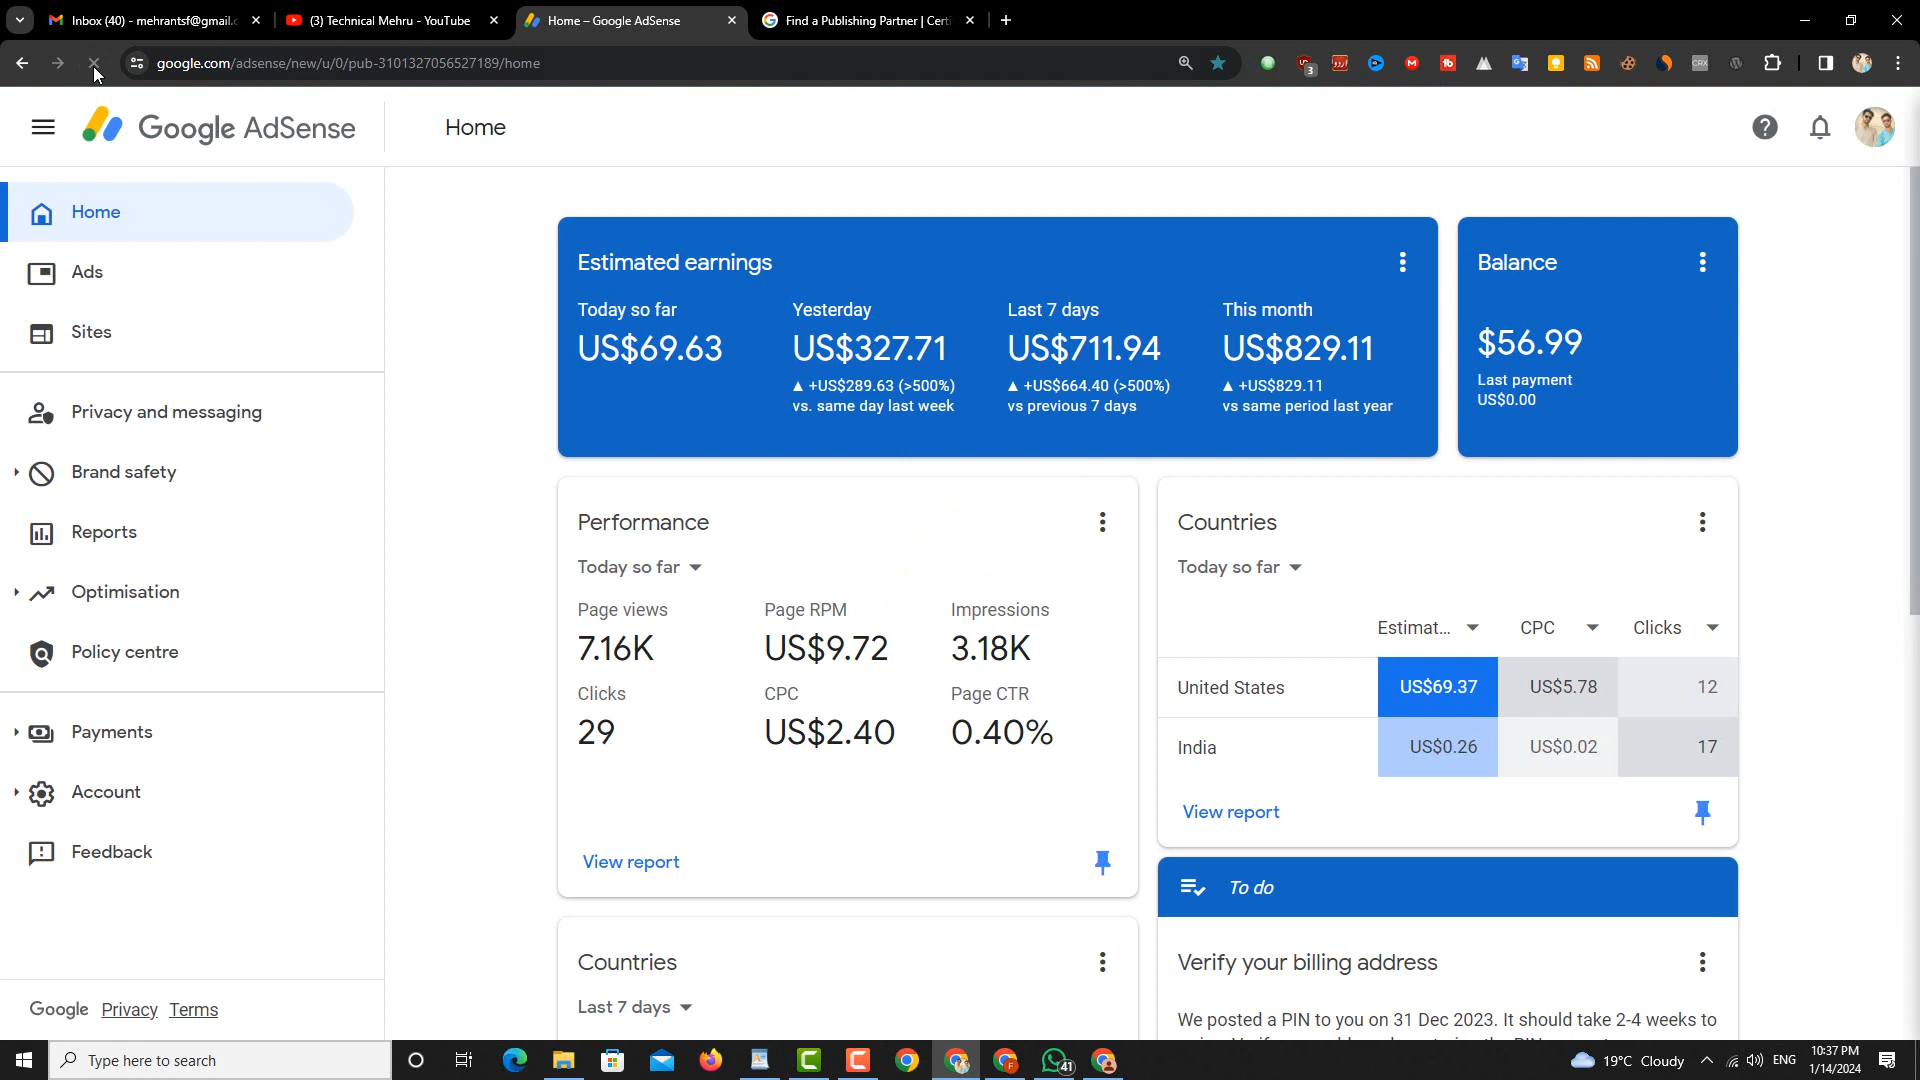 Inbox (40) - mehrantsf@gmail.c
(3) Technical Mehru - YouTube
Home – Google AdSense
Find a Publishing Partner | Certi
google.com/adsense/new/u/0/pub-3101327056527189/home
3
CRX
Google AdSense
Home
Home
Ads
Sites
Privacy and messaging
Brand safety
Reports
Optimisation
Policy centre
Payments
Account
Feedback
Google Privacy Terms
Estimated earnings
Today so far
US$69.63
Yesterday
US$327.71
+US$289.63 (>500%)
vs. same day last week
Last 7 days
US$711.94
+US$664.40 (>500%)
vs previous 7 days
This month
US$829.11
+US$829.11
vs same period last year
Balance
$56.99
Last payment
US$0.00
Performance
Today so far
Page views
7.16K
Page RPM
US$9.72
Impressions
3.18K
Clicks
29
CPC
US$2.40
Page CTR
0.40%
View report
Countries
Today so far
Estimat... CPC Clicks
United States US$69.37 US$5.78 12
India US$0.26 US$0.02 17
View report
Countries
Last 7 days
To do
Verify your billing address
We posted a PIN to you on 31 Dec 2023. It should take 2-4 weeks to
Type here to search
41
19°C Cloudy
ENG
10:37 PM
1/14/2024